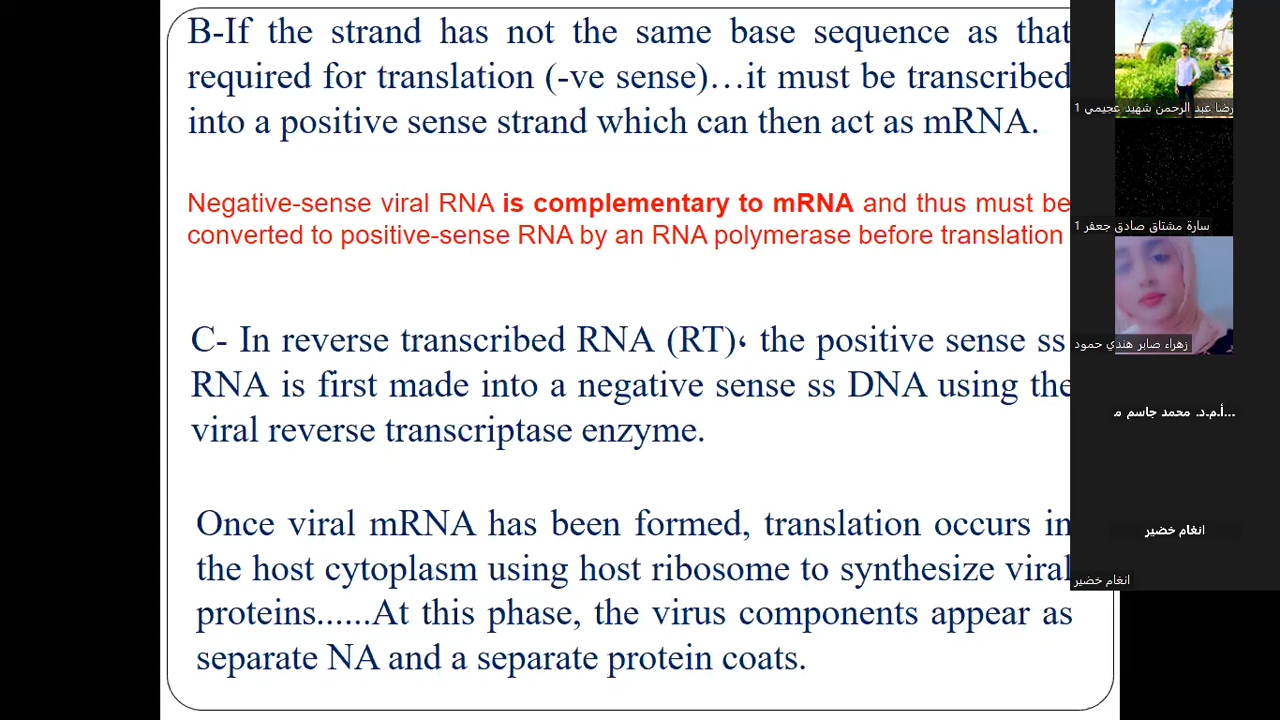 B-If the strand has not the same base sequence as that
required for translation (-ve sense)…it must be transcribed
into a positive sense strand which can then act as mRNA.
Negative-sense viral RNA is complementary to mRNA and thus must be
converted to positive-sense RNA by an RNA polymerase before translation
C- In reverse transcribed RNA (RT)، the positive sense ss
RNA is first made into a negative sense ss DNA using the
viral reverse transcriptase enzyme.
Once viral mRNA has been formed, translation occurs in
the host cytoplasm using host ribosome to synthesize viral
proteins......At this phase, the virus components appear as
separate NA and a separate protein coats.
رضا عبد الرحمن شهيد عجيمي 1
سارة مشتاق صادق جعفر 1
زهراء صابر هندي حمود
أ.م.د. محمد جاسم م...
انغام خضير
انغام خضير